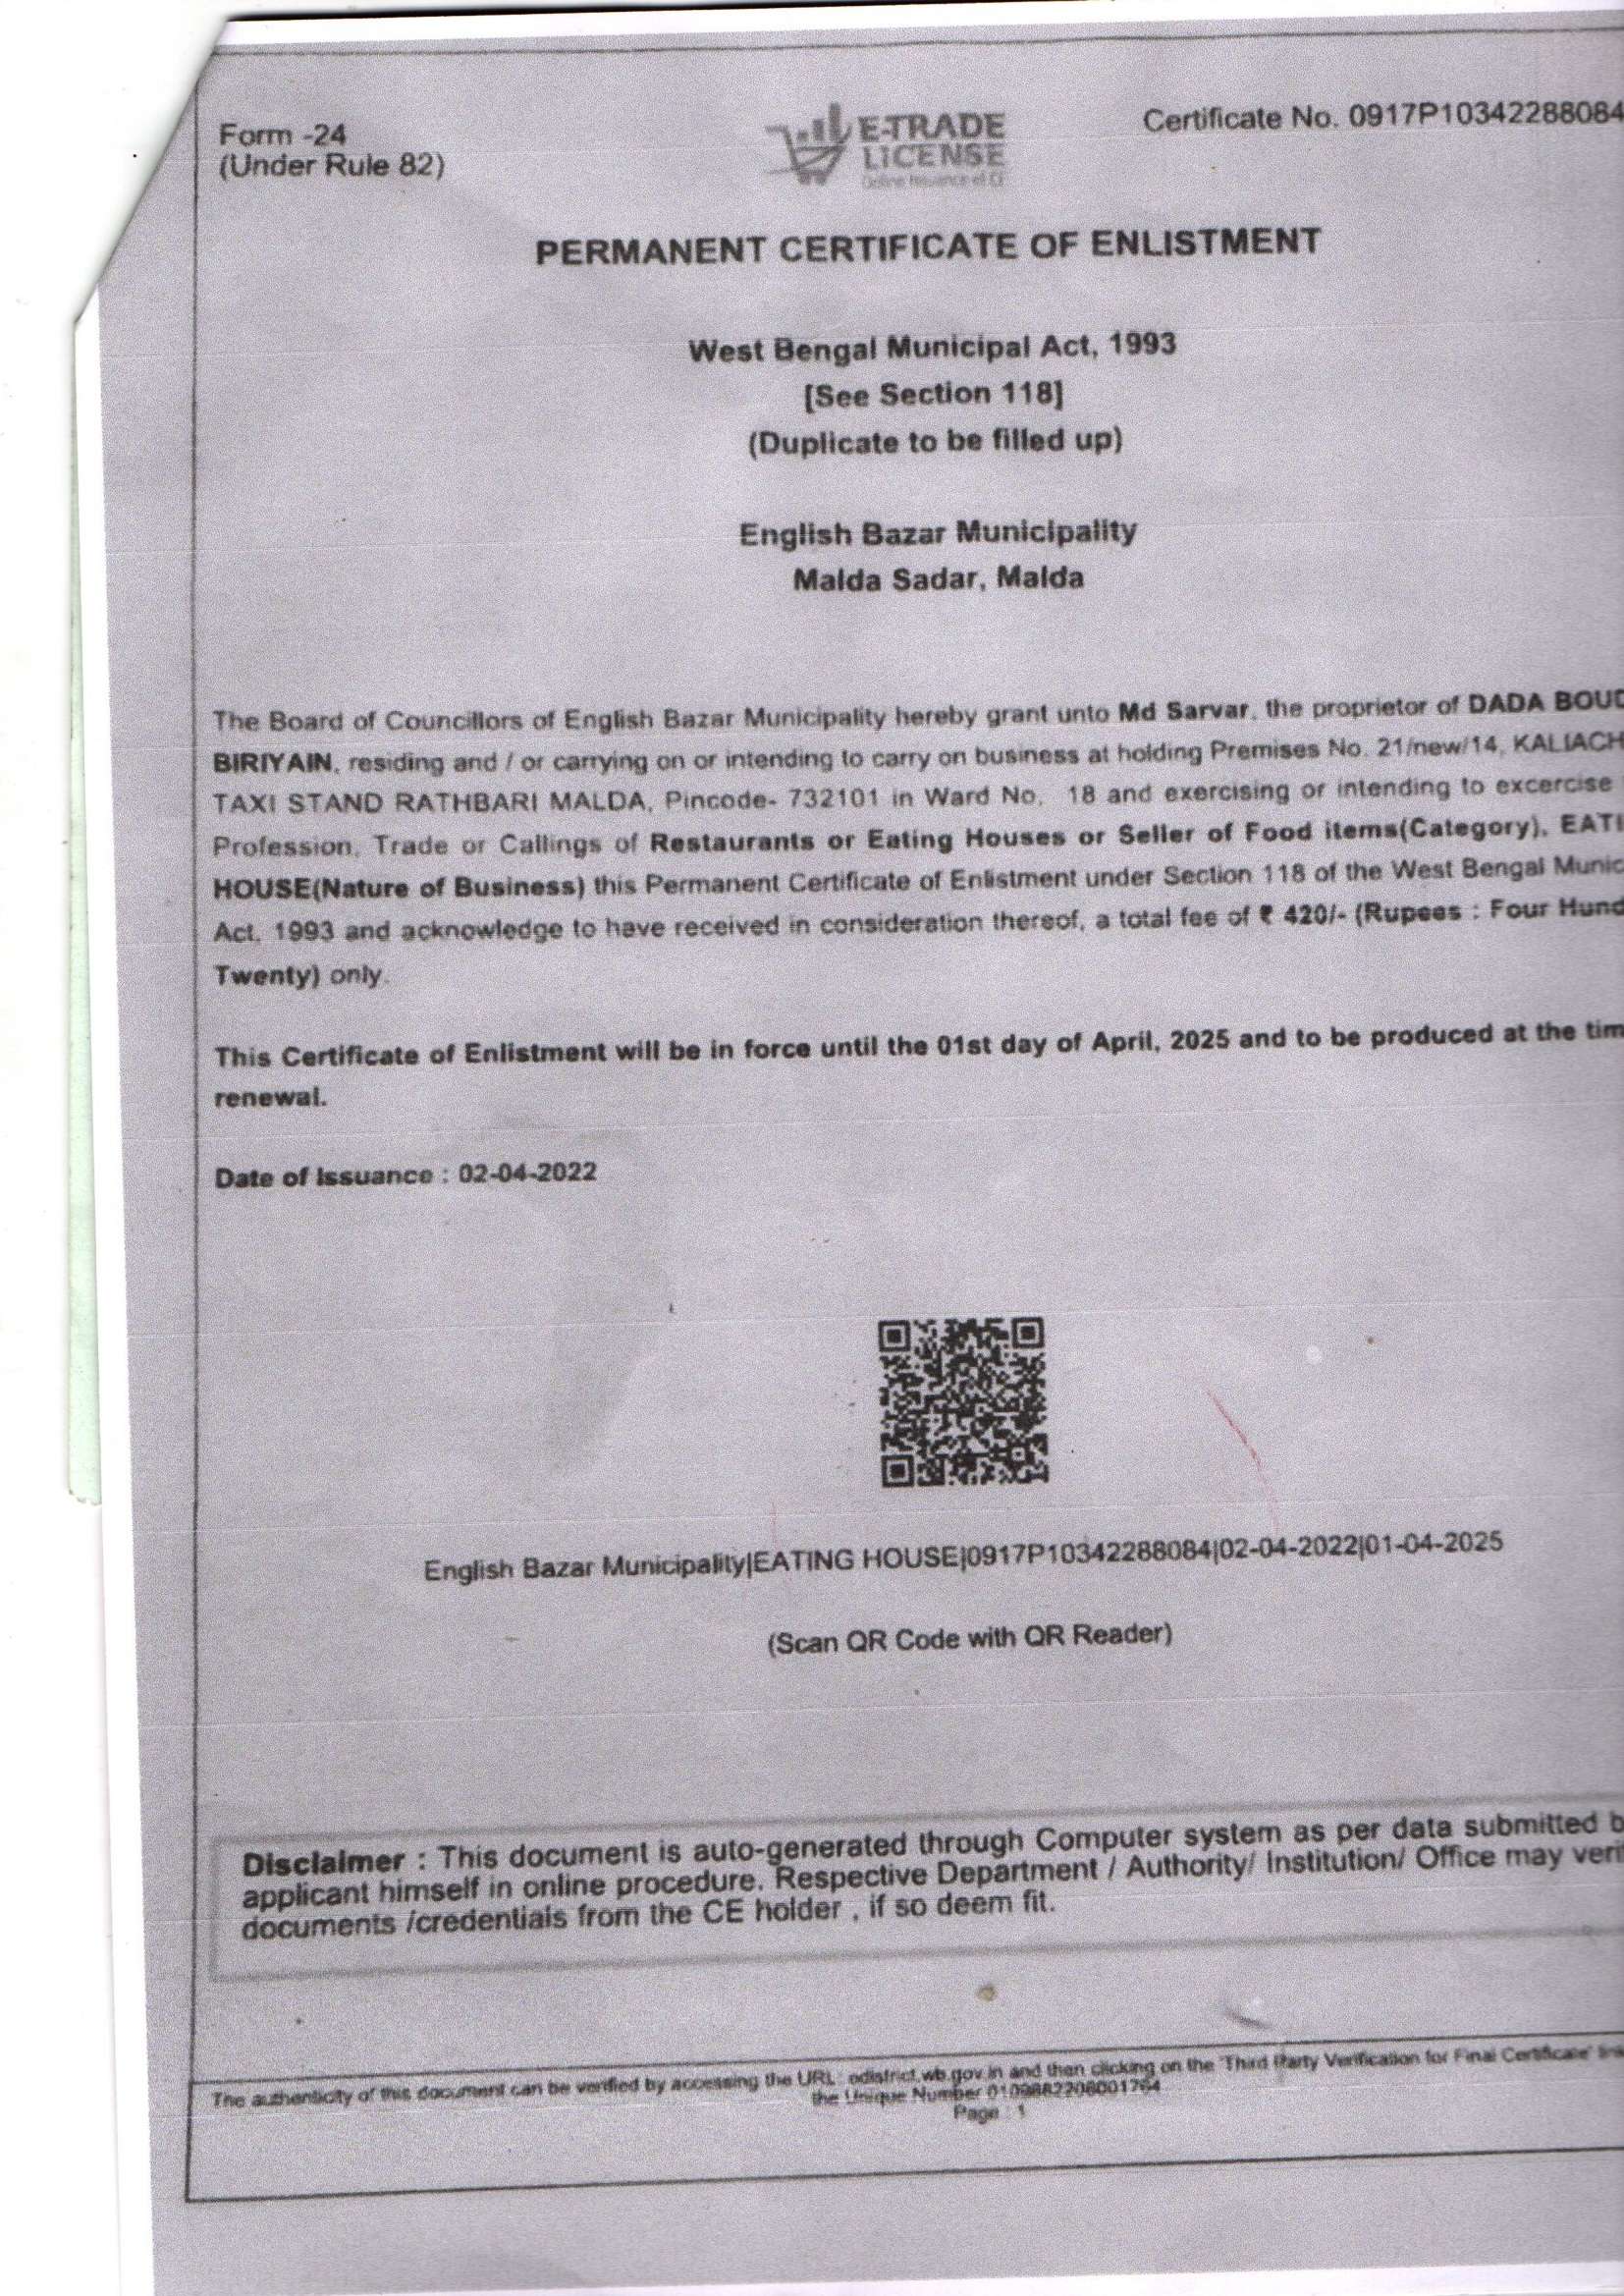 Form -24
(Under Rule 82)
E-TRADE
LICENSE
Online Issuance of CE
Certificate No. 0917P10342288084
PERMANENT CERTIFICATE OF ENLISTMENT
West Bengal Municipal Act, 1993
[See Section 118]
(Duplicate to be filled up)
English Bazar Municipality
Malda Sadar, Malda
The Board of Councillors of English Bazar Municipality hereby grant unto Md Sarvar, the proprietor of DADA BOUD
BIRIYAIN, residing and / or carrying on or intending to carry on business at holding Premises No. 21/new/14, KALIACH
TAXI STAND RATHBARI MALDA, Pincode- 732101 in Ward No. 18 and exercising or intending to excercise
Profession, Trade or Callings of Restaurants or Eating Houses or Seller of Food items(Category), EATI
HOUSE(Nature of Business) this Permanent Certificate of Enlistment under Section 118 of the West Bengal Munic
Act, 1993 and acknowledge to have received in consideration thereof, a total fee of ₹ 420/- (Rupees : Four Hund
Twenty) only.
This Certificate of Enlistment will be in force until the 01st day of April, 2025 and to be produced at the tim
renewal.
Date of Issuance : 02-04-2022
English Bazar Municipality|EATING HOUSE|0917P10342288084|02-04-2022|01-04-2025
(Scan QR Code with QR Reader)
Disclaimer : This document is auto-generated through Computer system as per data submitted b
applicant himself in online procedure. Respective Department / Authority/ Institution/ Office may veri
documents /credentials from the CE holder , if so deem fit.
The authenticity of this document can be verified by accessing the URL: edistrict.wb.gov.in and then clicking on the 'Third Party Verification for Final Certificate'
the Unique Number
Page : 1